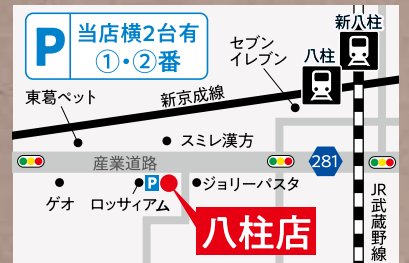 P 当店横2台有
①・②番
セブン
イレブン
新八柱
八柱
東葛ペット
新京成線
スミレ漢方
産業道路
281
ゲオ
ロッサィアム
P
ジョリーパスタ
JR武蔵野線
八柱店